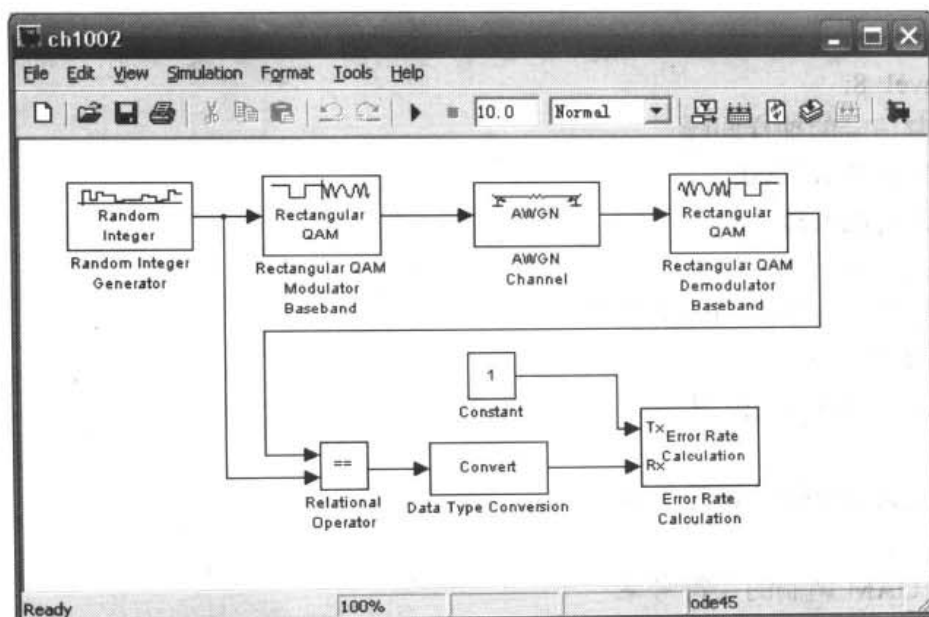 ch1002
File Edit View Simulation Format Tools Help
10.0 Normal
Random
Integer
Random Integer
Generator
Rectangular
QAM
Rectangular QAM
Modulator
Baseband
AWGN
AWGN
Channel
Rectangular
QAM
Rectangular QAM
Demodulator
Baseband
1
Constant
==
Relational
Operator
Convert
Data Type Conversion
Tx
Rx
Error Rate
Calculation
Error Rate
Calculation
Ready 100% ode45